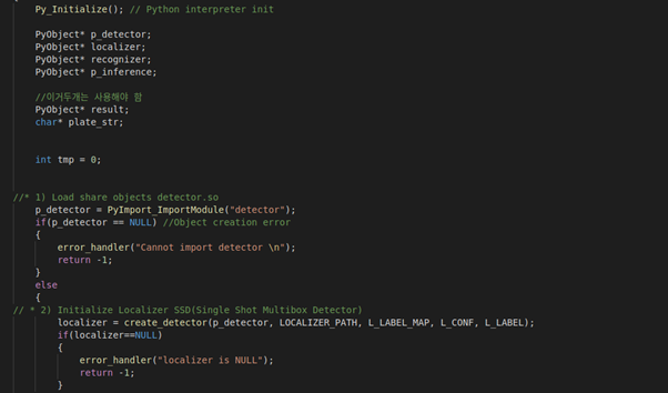 Py_Initialize(); // Python interpreter init
PyObject* p_detector;
PyObject* localizer;
PyObject* recognizer;
PyObject* p_inference;
//이거두개는 사용해야 함
PyObject* result;
char* plate_str;
int tmp = 0;
//* 1) Load share objects detector.so
p_detector = PyImport_ImportModule("detector");
if(p_detector == NULL) //Object creation error
{
error_handler("Cannot import detector \n");
return -1;
}
else
{
// * 2) Initialize Localizer SSD(Single Shot Multibox Detector)
localizer = create_detector(p_detector, LOCALIZER_PATH, L_LABEL_MAP, L_CONF, L_LABEL);
if(localizer==NULL)
{
error_handler("localizer is NULL");
return -1;
}